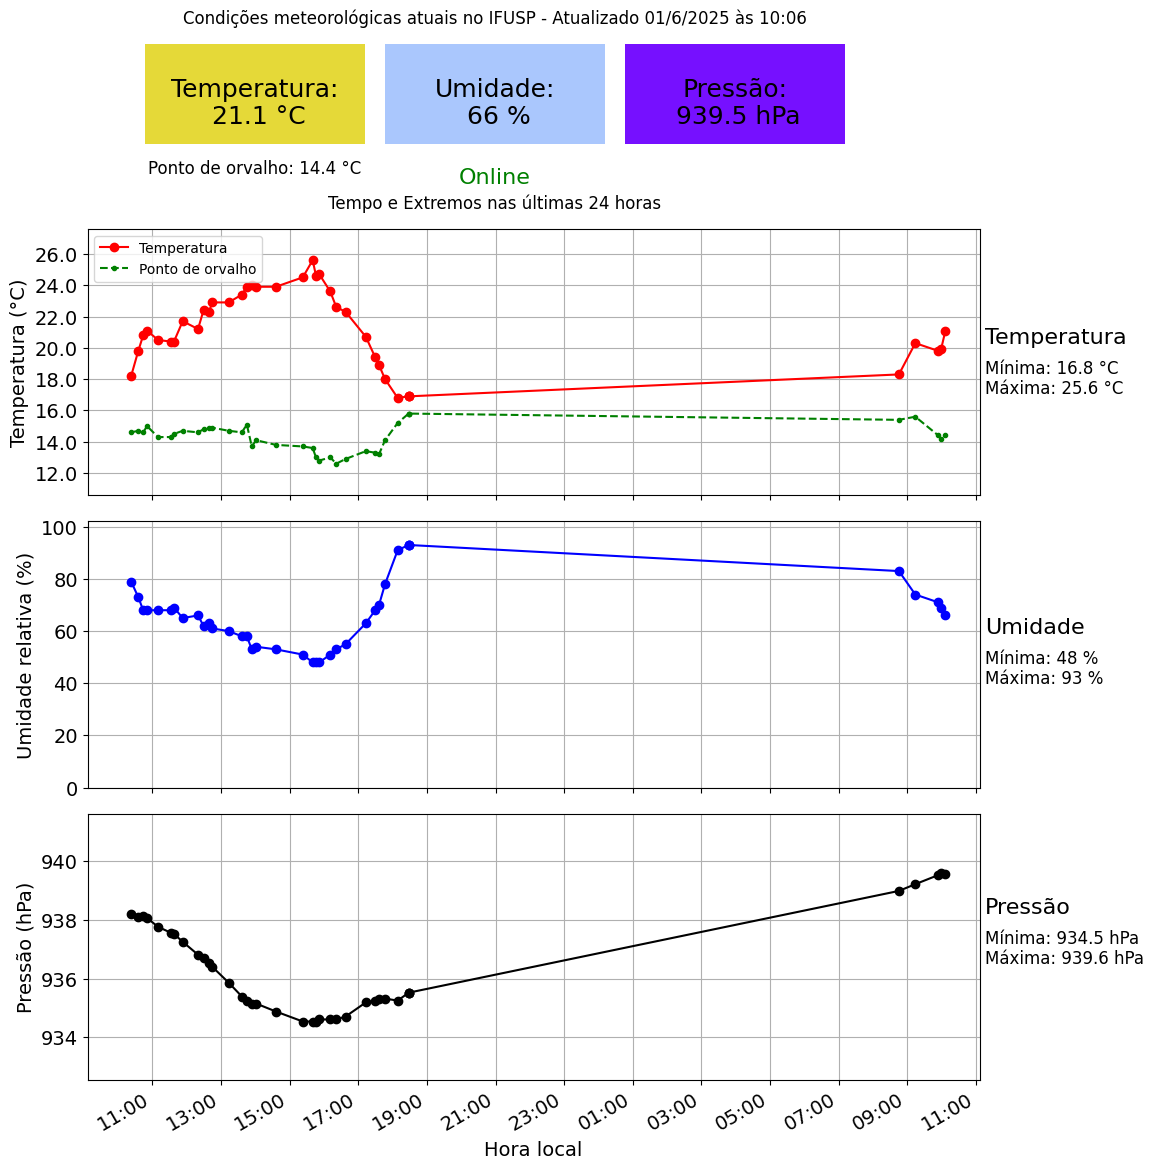 Condições meteorológicas atuais no IFUSP - Atualizado 01/6/2025 às 10:06
Temperatura:
21.1 °C
Umidade:
66 %
Pressão:
939.5 hPa
Ponto de orvalho: 14.4 °C
Online
Tempo e Extremos nas últimas 24 horas
Temperatura (°C)
26.0
24.0
22.0
20.0
18.0
16.0
14.0
12.0
Temperatura
Ponto de orvalho
Temperatura
Mínima: 16.8 °C
Máxima: 25.6 °C
Umidade relativa (%)
100
80
60
40
20
0
Umidade
Mínima: 48 %
Máxima: 93 %
Pressão (hPa)
940
938
936
934
Pressão
Mínima: 934.5 hPa
Máxima: 939.6 hPa
11:00 13:00 15:00 17:00 19:00 21:00 23:00 01:00 03:00 05:00 07:00 09:00 11:00
Hora local